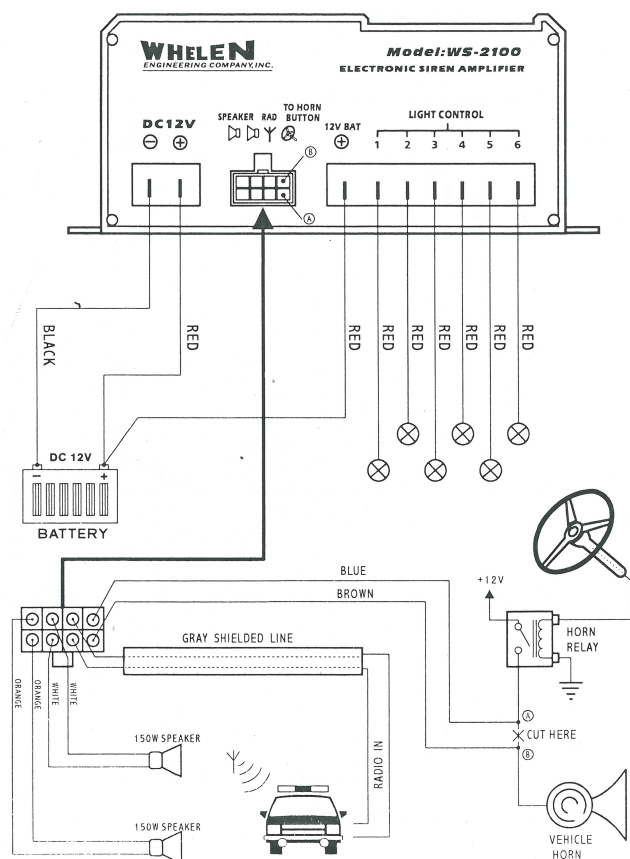 WHELEN
ENGINEERING COMPANY, INC.
Model:WS-2100
ELECTRONIC SIREN AMPLIFIER
DC12V
− +
SPEAKER RAD TO HORN BUTTON
12V BAT
+
LIGHT CONTROL
1 2 3 4 5 6
B
A
BLACK
RED
RED
RED
RED
RED
RED
RED
RED
DC 12V
− +
BATTERY
BLUE
BROWN
GRAY SHIELDED LINE
+12V
HORN
RELAY
ORANGE
ORANGE
WHITE
WHITE
A
CUT HERE
B
150W SPEAKER
RADIO IN
150W SPEAKER
VEHICLE
HORN